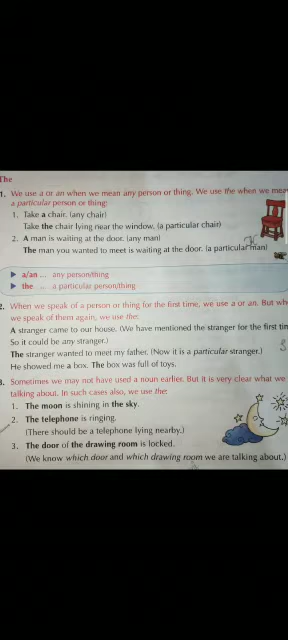 The
1. We use a or an when we mean any person or thing. We use the when we mean
a particular person or thing:
1. Take a chair. (any chair)
Take the chair lying near the window. (a particular chair)
2. A man is waiting at the door. (any man)
The man you wanted to meet is waiting at the door. (a particular man)
▶ a/an ... any person/thing
▶ the ... a particular person/thing
2. When we speak of a person or thing for the first time, we use a or an. But
we speak of them again, we use the:
A stranger came to our house. (We have mentioned the stranger for the first
So it could be any stranger.)
The stranger wanted to meet my father. (Now it is a particular stranger.)
He showed me a box. The box was full of toys.
3. Sometimes we may not have used a noun earlier. But it is very clear what we
talking about. In such cases also, we use the:
1. The moon is shining in the sky.
2. The telephone is ringing.
(There should be a telephone lying nearby.)
3. The door of the drawing room is locked.
(We know which door and which drawing room we are talking about.)